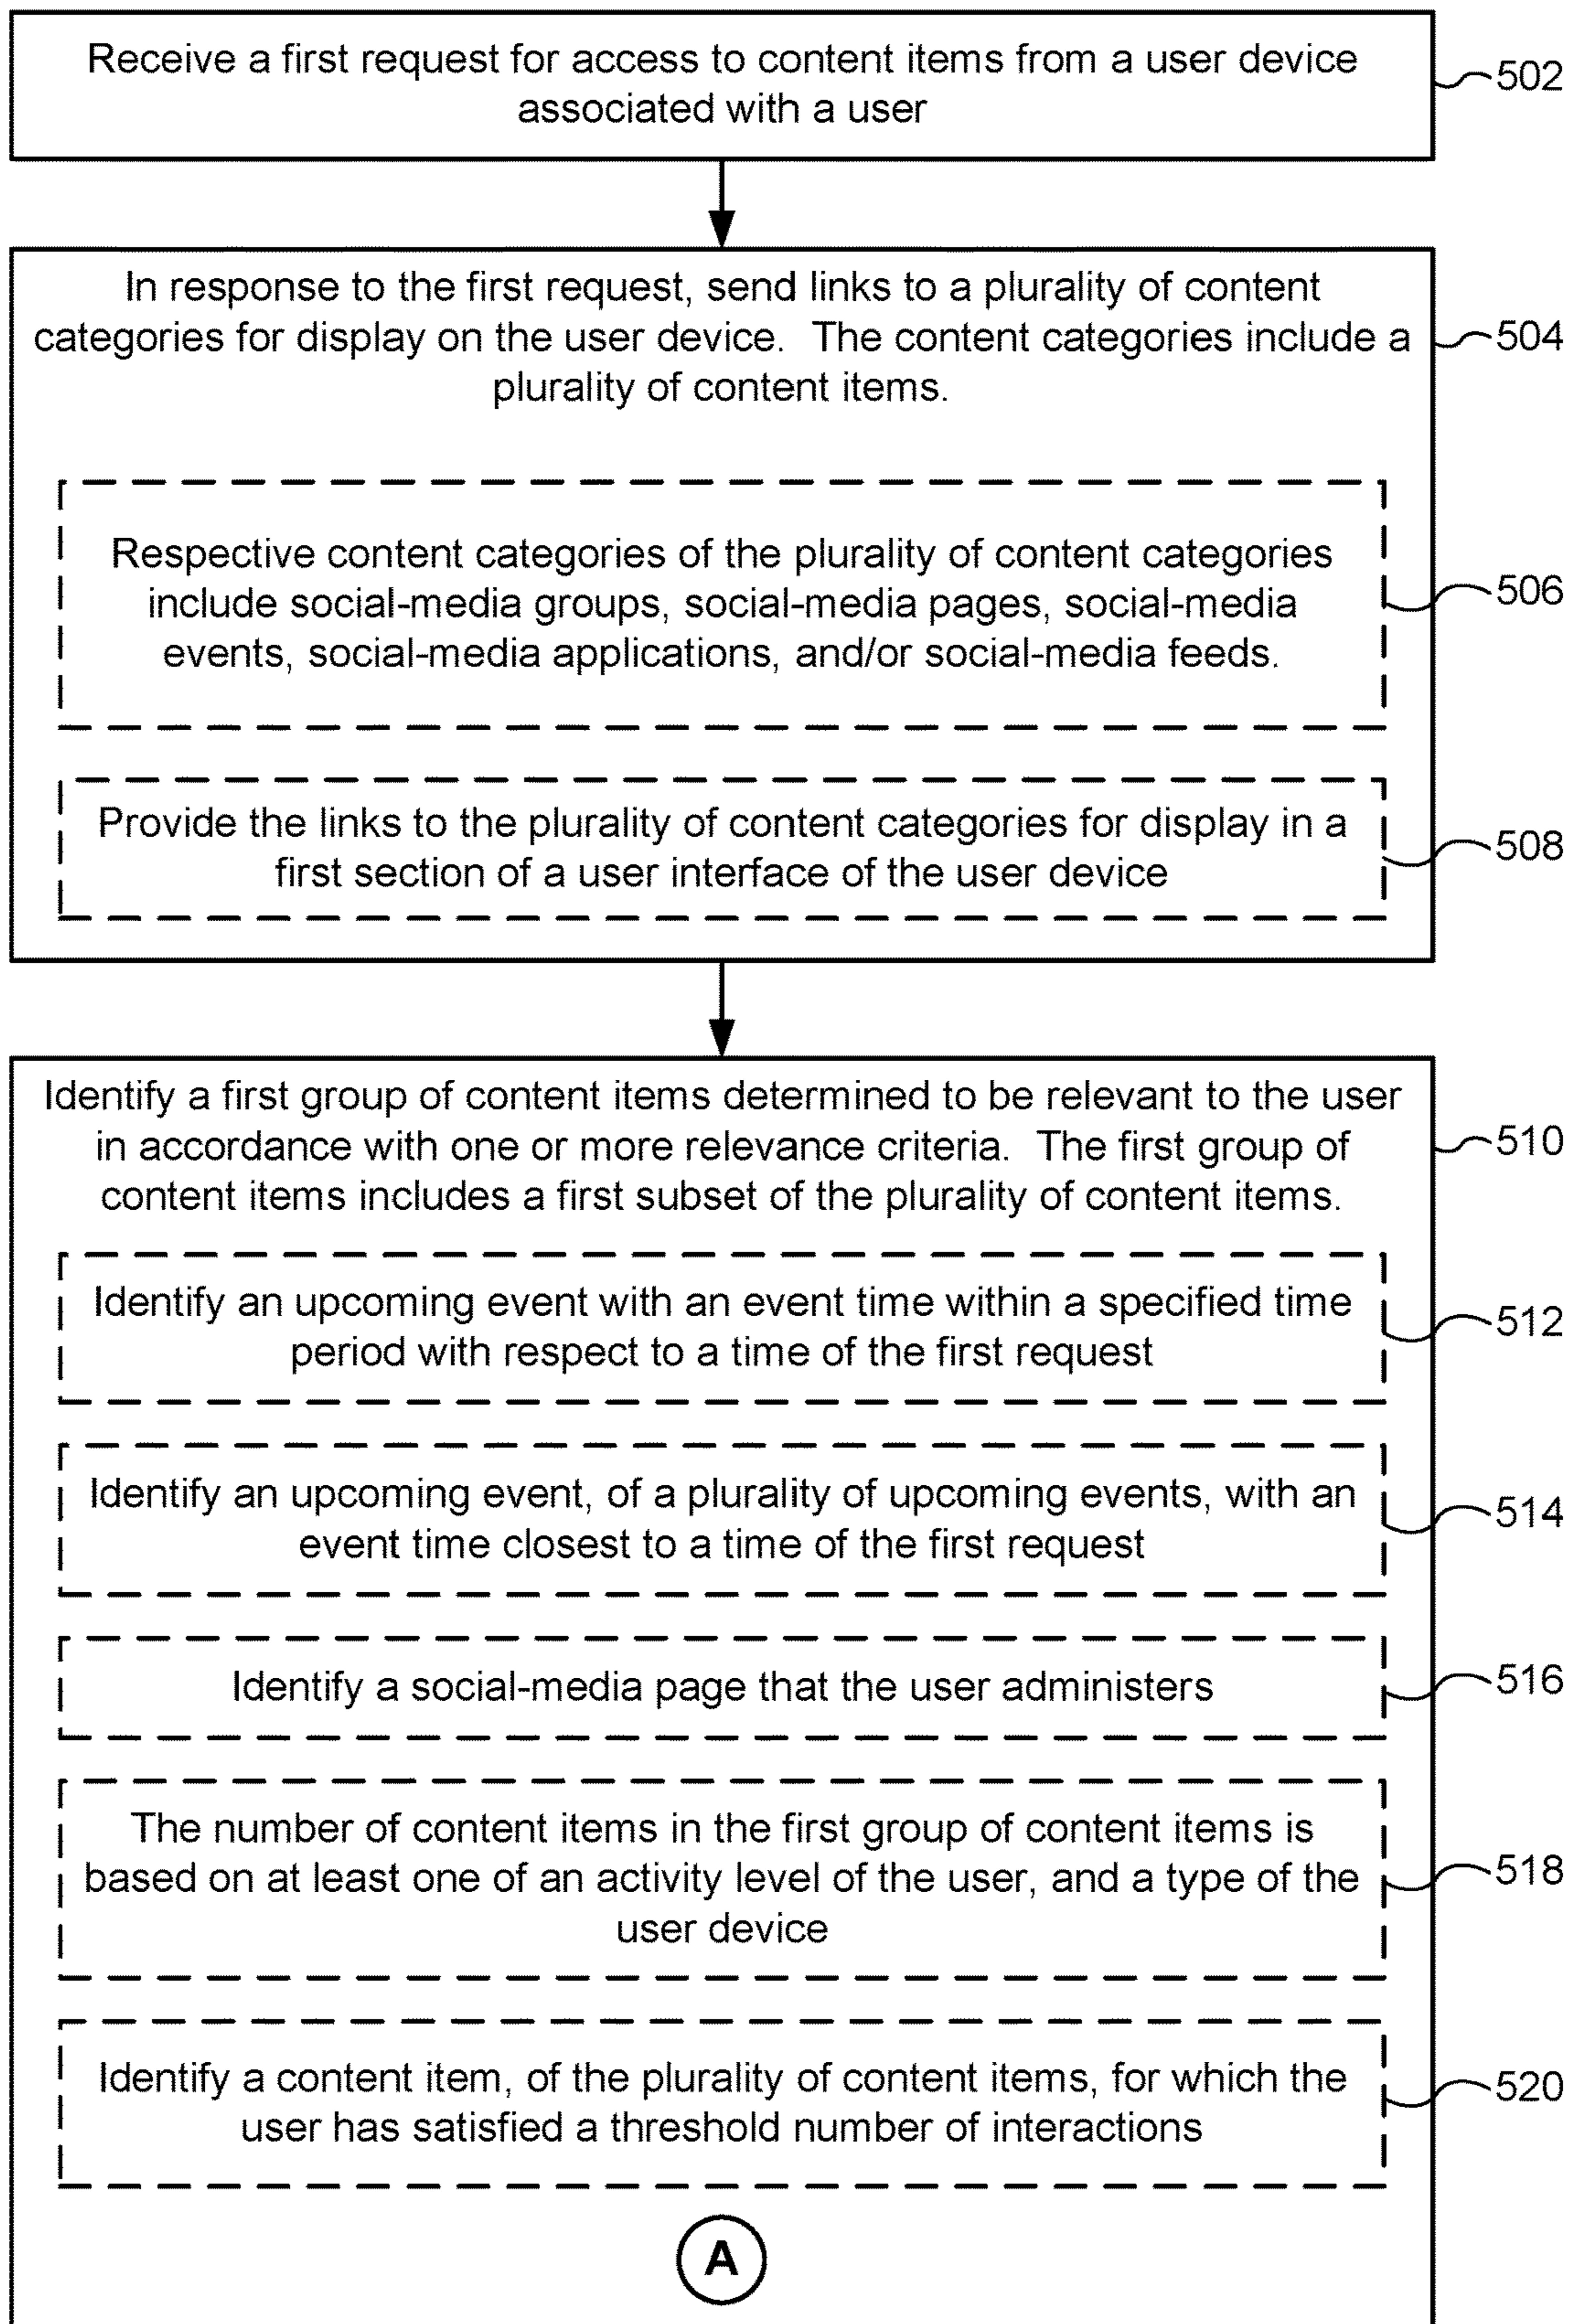 Receive a first request for access to content items from a user device
associated with a user
502
In response to the first request, send links to a plurality of content
categories for display on the user device.  The content categories include a
plurality of content items.
504
Respective content categories of the plurality of content categories
include social-media groups, social-media pages, social-media
events, social-media applications, and/or social-media feeds.
506
Provide the links to the plurality of content categories for display in a
first section of a user interface of the user device
508
Identify a first group of content items determined to be relevant to the user
in accordance with one or more relevance criteria.  The first group of
content items includes a first subset of the plurality of content items.
510
Identify an upcoming event with an event time within a specified time
period with respect to a time of the first request
512
Identify an upcoming event, of a plurality of upcoming events, with an
event time closest to a time of the first request
514
Identify a social-media page that the user administers
516
The number of content items in the first group of content items is
based on at least one of an activity level of the user, and a type of the
user device
518
Identify a content item, of the plurality of content items, for which the
user has satisfied a threshold number of interactions
520
A